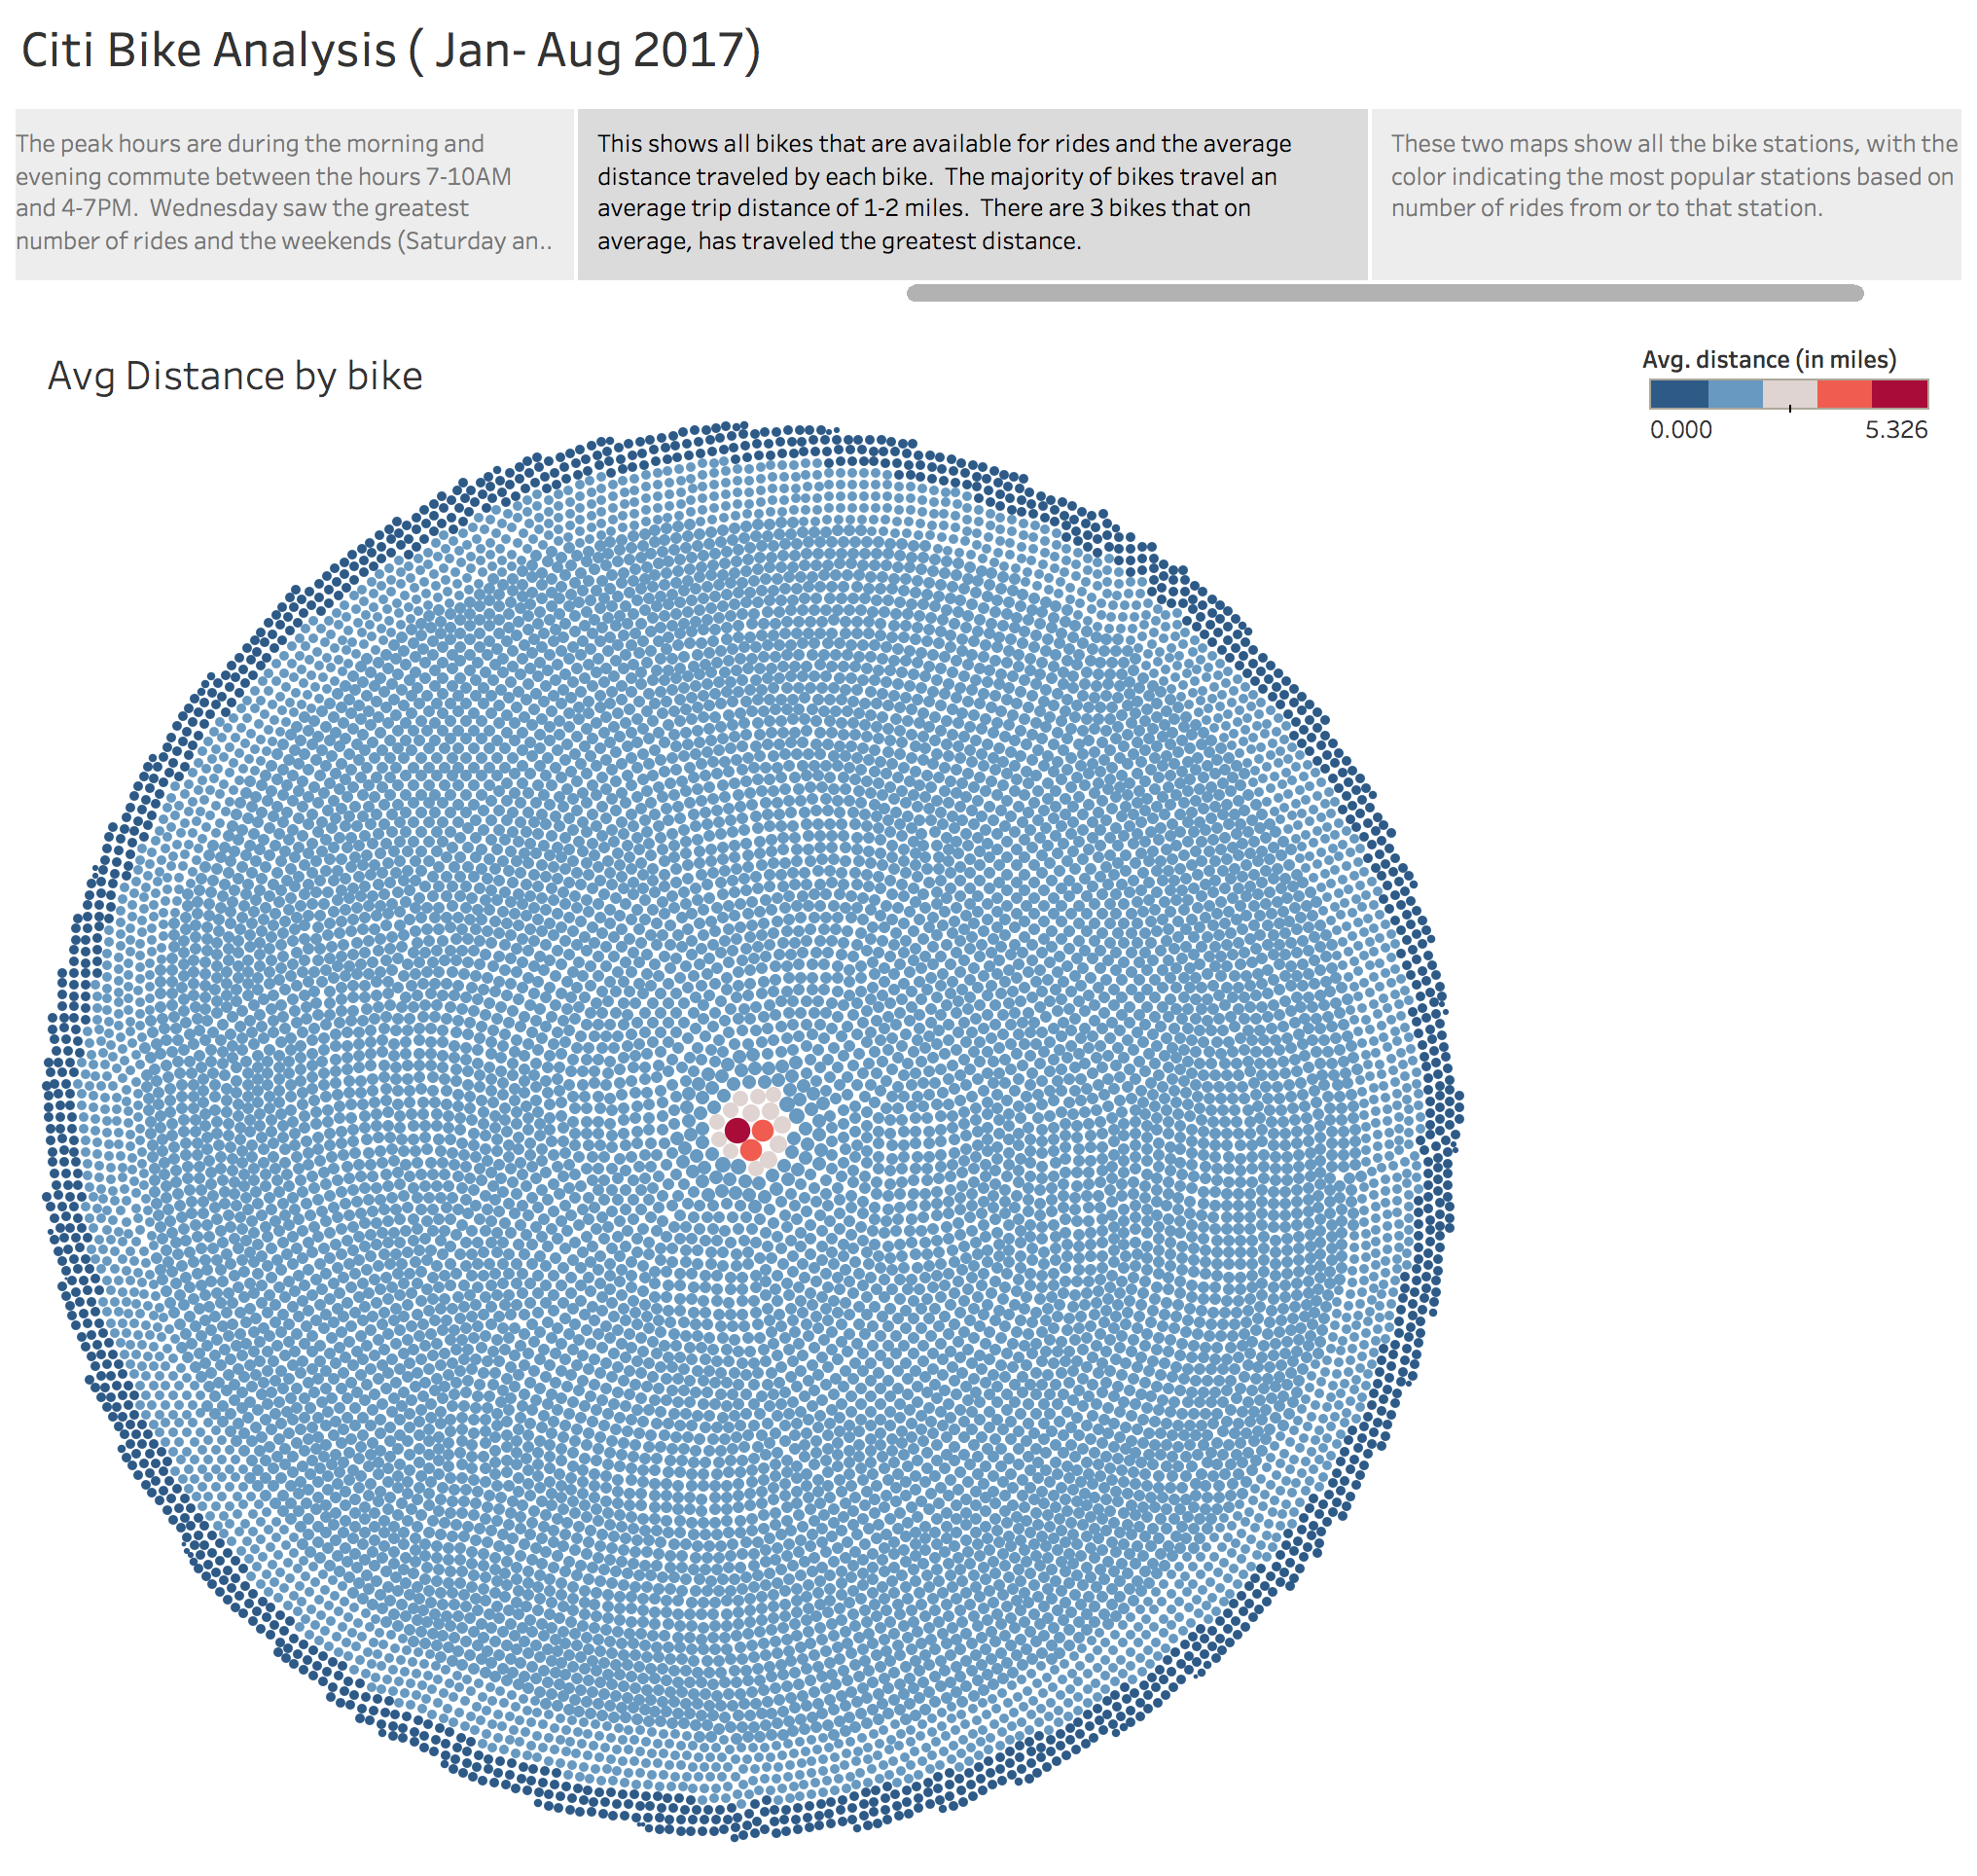 Citi Bike Analysis ( Jan- Aug 2017)
The peak hours are during the morning and
evening commute between the hours 7-10AM
and 4-7PM.  Wednesday saw the greatest
number of rides and the weekends (Saturday an..
This shows all bikes that are available for rides and the average
distance traveled by each bike.  The majority of bikes travel an
average trip distance of 1-2 miles.  There are 3 bikes that on
average, has traveled the greatest distance.
These two maps show all the bike stations, with the
color indicating the most popular stations based on
number of rides from or to that station.
Avg Distance by bike
Avg. distance (in miles)
0.000 5.326